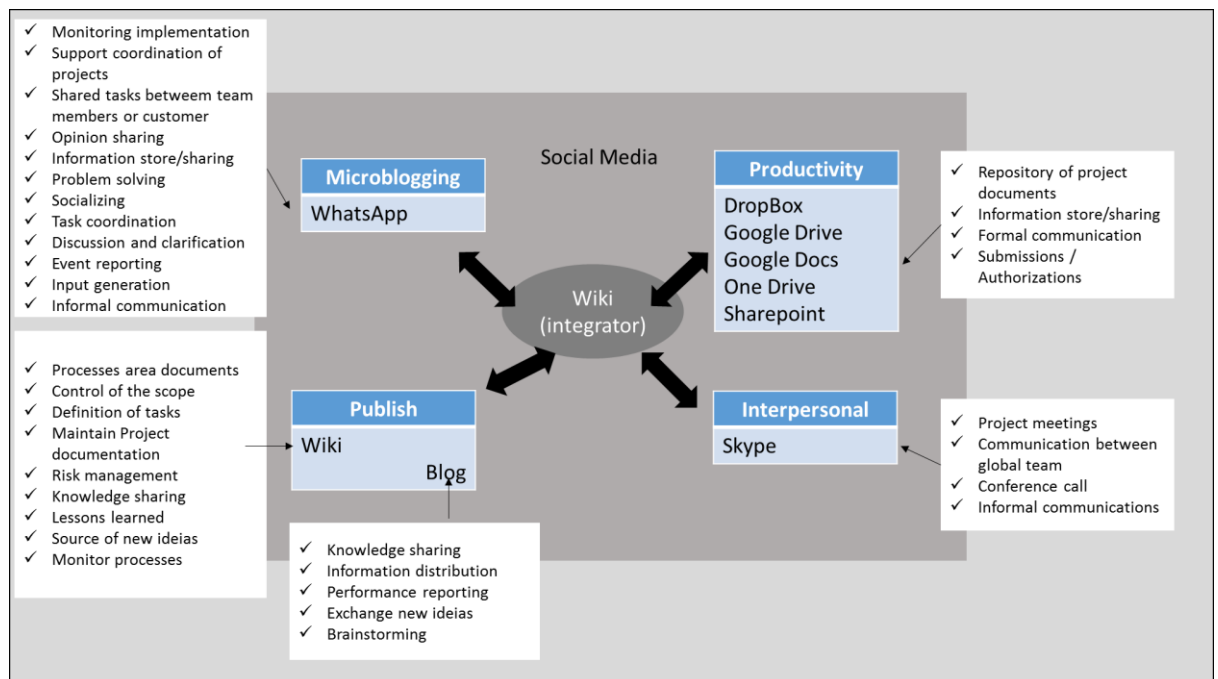 ✓ Monitoring implementation
✓ Support coordination of
projects
✓ Shared tasks betweem team
members or customer
✓ Opinion sharing
✓ Information store/sharing
✓ Problem solving
✓ Socializing
✓ Task coordination
✓ Discussion and clarification
✓ Event reporting
✓ Input generation
✓ Informal communication
Social Media
Microblogging
WhatsApp
Productivity
DropBox
Google Drive
Google Docs
One Drive
Sharepoint
✓ Repository of project
documents
✓ Information store/sharing
✓ Formal communication
✓ Submissions /
Authorizations
Wiki
(integrator)
✓ Processes area documents
✓ Control of the scope
✓ Definition of tasks
✓ Maintain Project
documentation
✓ Risk management
✓ Knowledge sharing
✓ Lessons learned
✓ Source of new ideias
✓ Monitor processes
Publish
Wiki
Blog
Interpersonal
Skype
✓ Project meetings
✓ Communication between
global team
✓ Conference call
✓ Informal communications
✓ Knowledge sharing
✓ Information distribution
✓ Performance reporting
✓ Exchange new ideias
✓ Brainstorming